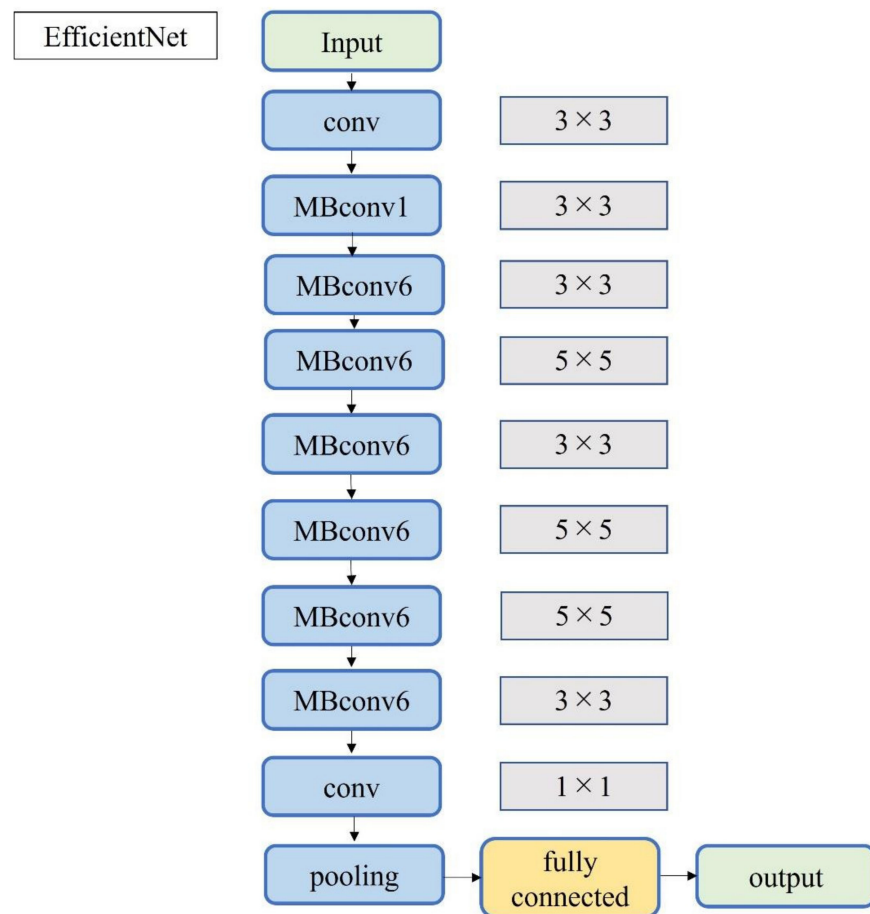 EfficientNet
Input
conv
3 × 3
MBconv1
3 × 3
MBconv6
3 × 3
MBconv6
5 × 5
MBconv6
3 × 3
MBconv6
5 × 5
MBconv6
5 × 5
MBconv6
3 × 3
conv
1 × 1
pooling
fully
connected
output